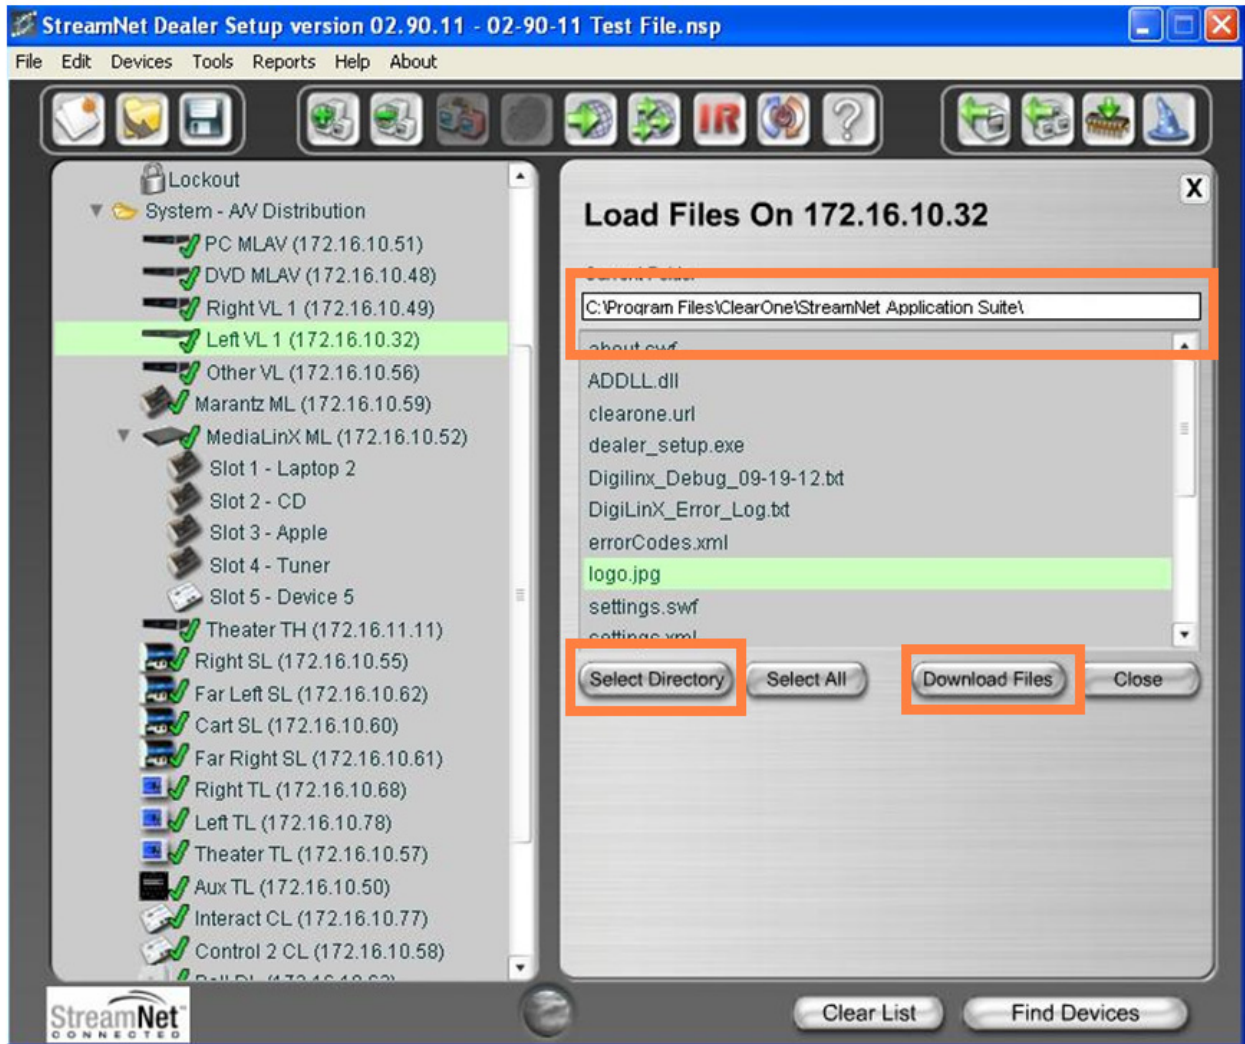 StreamNet Dealer Setup version 02.90.11 - 02-90-11 Test File.nsp
File Edit Devices Tools Reports Help About
IR
Lockout
System - A/V Distribution
PC MLAV (172.16.10.51)
DVD MLAV (172.16.10.48)
Right VL 1 (172.16.10.49)
Left VL 1 (172.16.10.32)
Other VL (172.16.10.56)
Marantz ML (172.16.10.59)
MediaLinX ML (172.16.10.52)
Slot 1 - Laptop 2
Slot 2 - CD
Slot 3 - Apple
Slot 4 - Tuner
Slot 5 - Device 5
Theater TH (172.16.11.11)
Right SL (172.16.10.55)
Far Left SL (172.16.10.62)
Cart SL (172.16.10.60)
Far Right SL (172.16.10.61)
Right TL (172.16.10.68)
Left TL (172.16.10.78)
Theater TL (172.16.10.57)
Aux TL (172.16.10.50)
Interact CL (172.16.10.77)
Control 2 CL (172.16.10.58)
X
Load Files On 172.16.10.32
Current Folder
C:\Program Files\ClearOne\StreamNet Application Suite\
about.swf
ADDLL.dll
clearone.url
dealer_setup.exe
Digilinx_Debug_09-19-12.txt
DigiLinX_Error_Log.txt
errorCodes.xml
logo.jpg
settings.swf
settings.xml
Select Directory Select All Download Files Close
StreamNet
CONNECTED
Clear List Find Devices